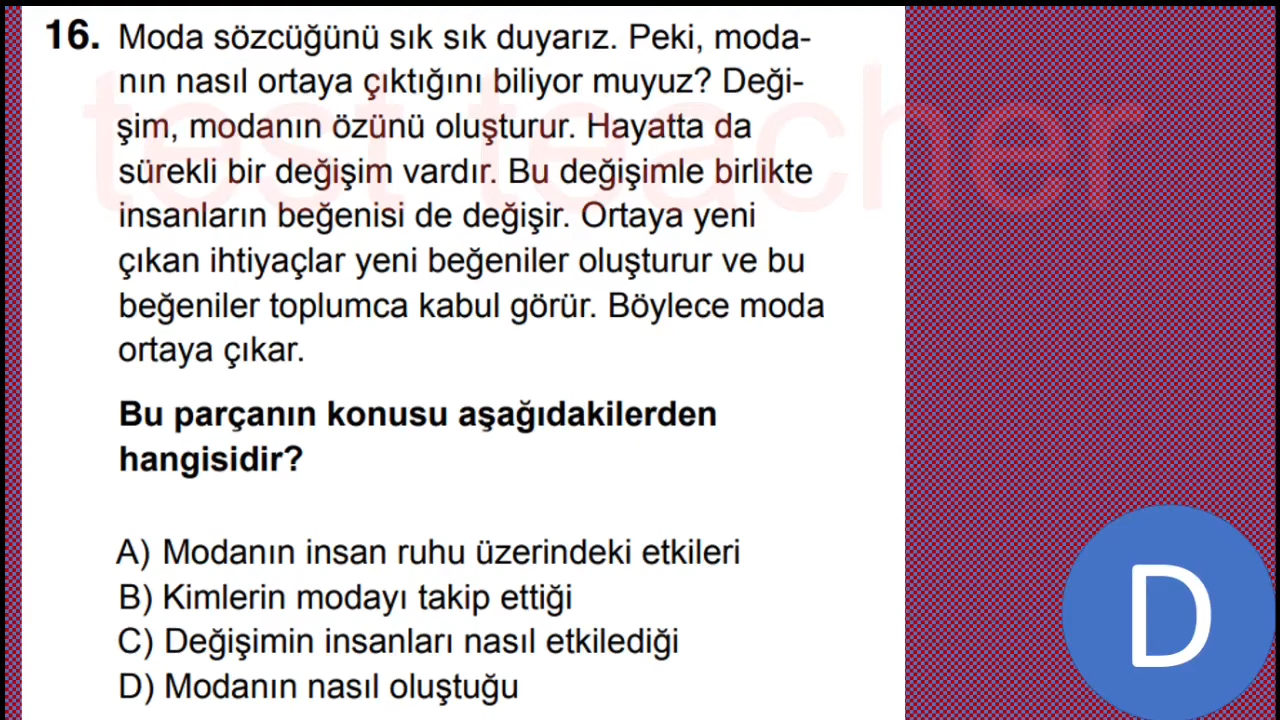 16. Moda sözcüğünü sık sık duyarız. Peki, moda-
nın nasıl ortaya çıktığını biliyor muyuz? Deği-
şim, modanın özünü oluşturur. Hayatta da
sürekli bir değişim vardır. Bu değişimle birlikte
insanların beğenisi de değişir. Ortaya yeni
çıkan ihtiyaçlar yeni beğeniler oluşturur ve bu
beğeniler toplumca kabul görür. Böylece moda
ortaya çıkar.
Bu parçanın konusu aşağıdakilerden
hangisidir?
A) Modanın insan ruhu üzerindeki etkileri
B) Kimlerin modayı takip ettiği
C) Değişimin insanları nasıl etkilediği
D) Modanın nasıl oluştuğu
D
test teacher